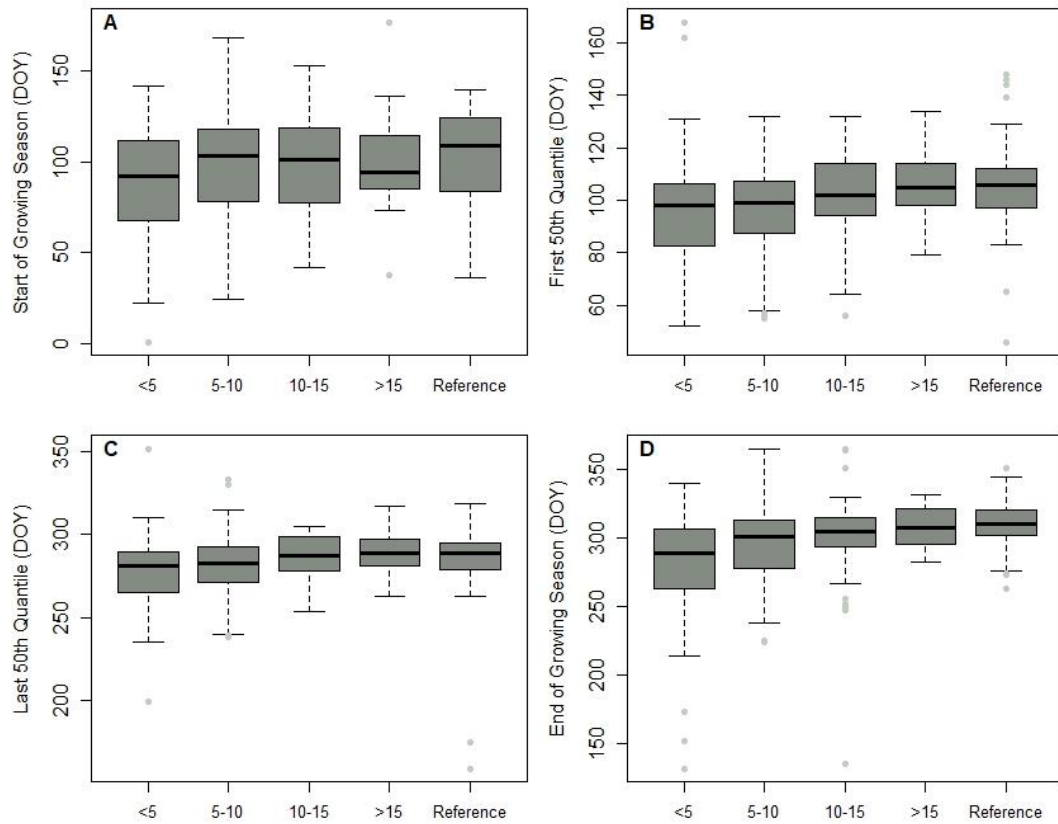 A
Start of Growing Season (DOY)
150
100
50
0
<5 5-10 10-15 >15 Reference
B
First 50th Quantile (DOY)
160
140
120
100
80
60
<5 5-10 10-15 >15 Reference
C
Last 50th Quantile (DOY)
350
300
250
200
<5 5-10 10-15 >15 Reference
D
End of Growing Season (DOY)
350
300
250
200
150
<5 5-10 10-15 >15 Reference